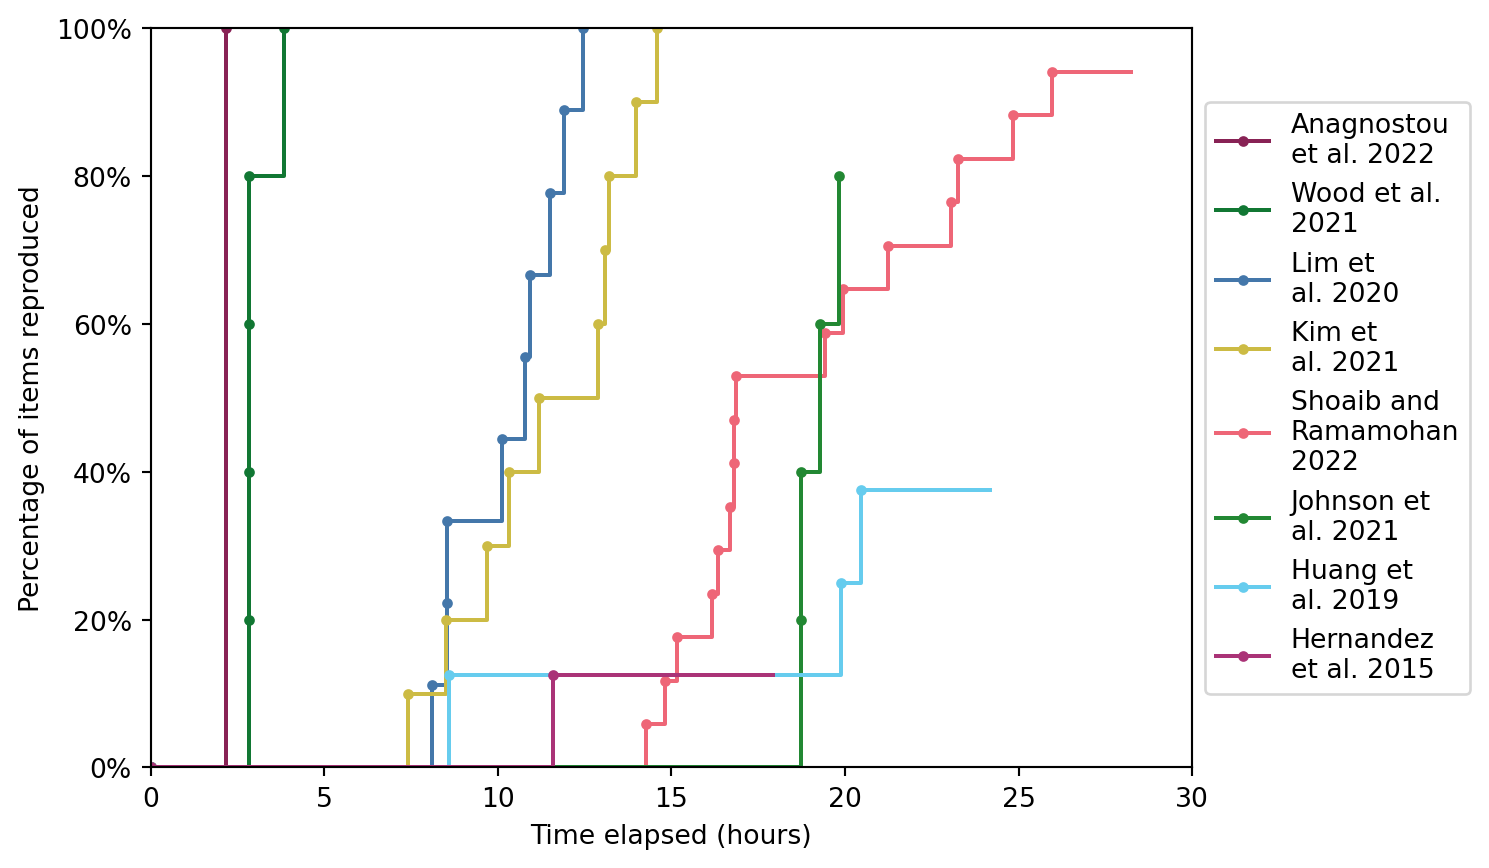 100%
80%
60%
40%
20%
0%
Percentage of items reproduced
0 5 10 15 20 25 30
Time elapsed (hours)
Anagnostou
et al. 2022
Wood et al.
2021
Lim et
al. 2020
Kim et
al. 2021
Shoaib and
Ramamohan
2022
Johnson et
al. 2021
Huang et
al. 2019
Hernandez
et al. 2015